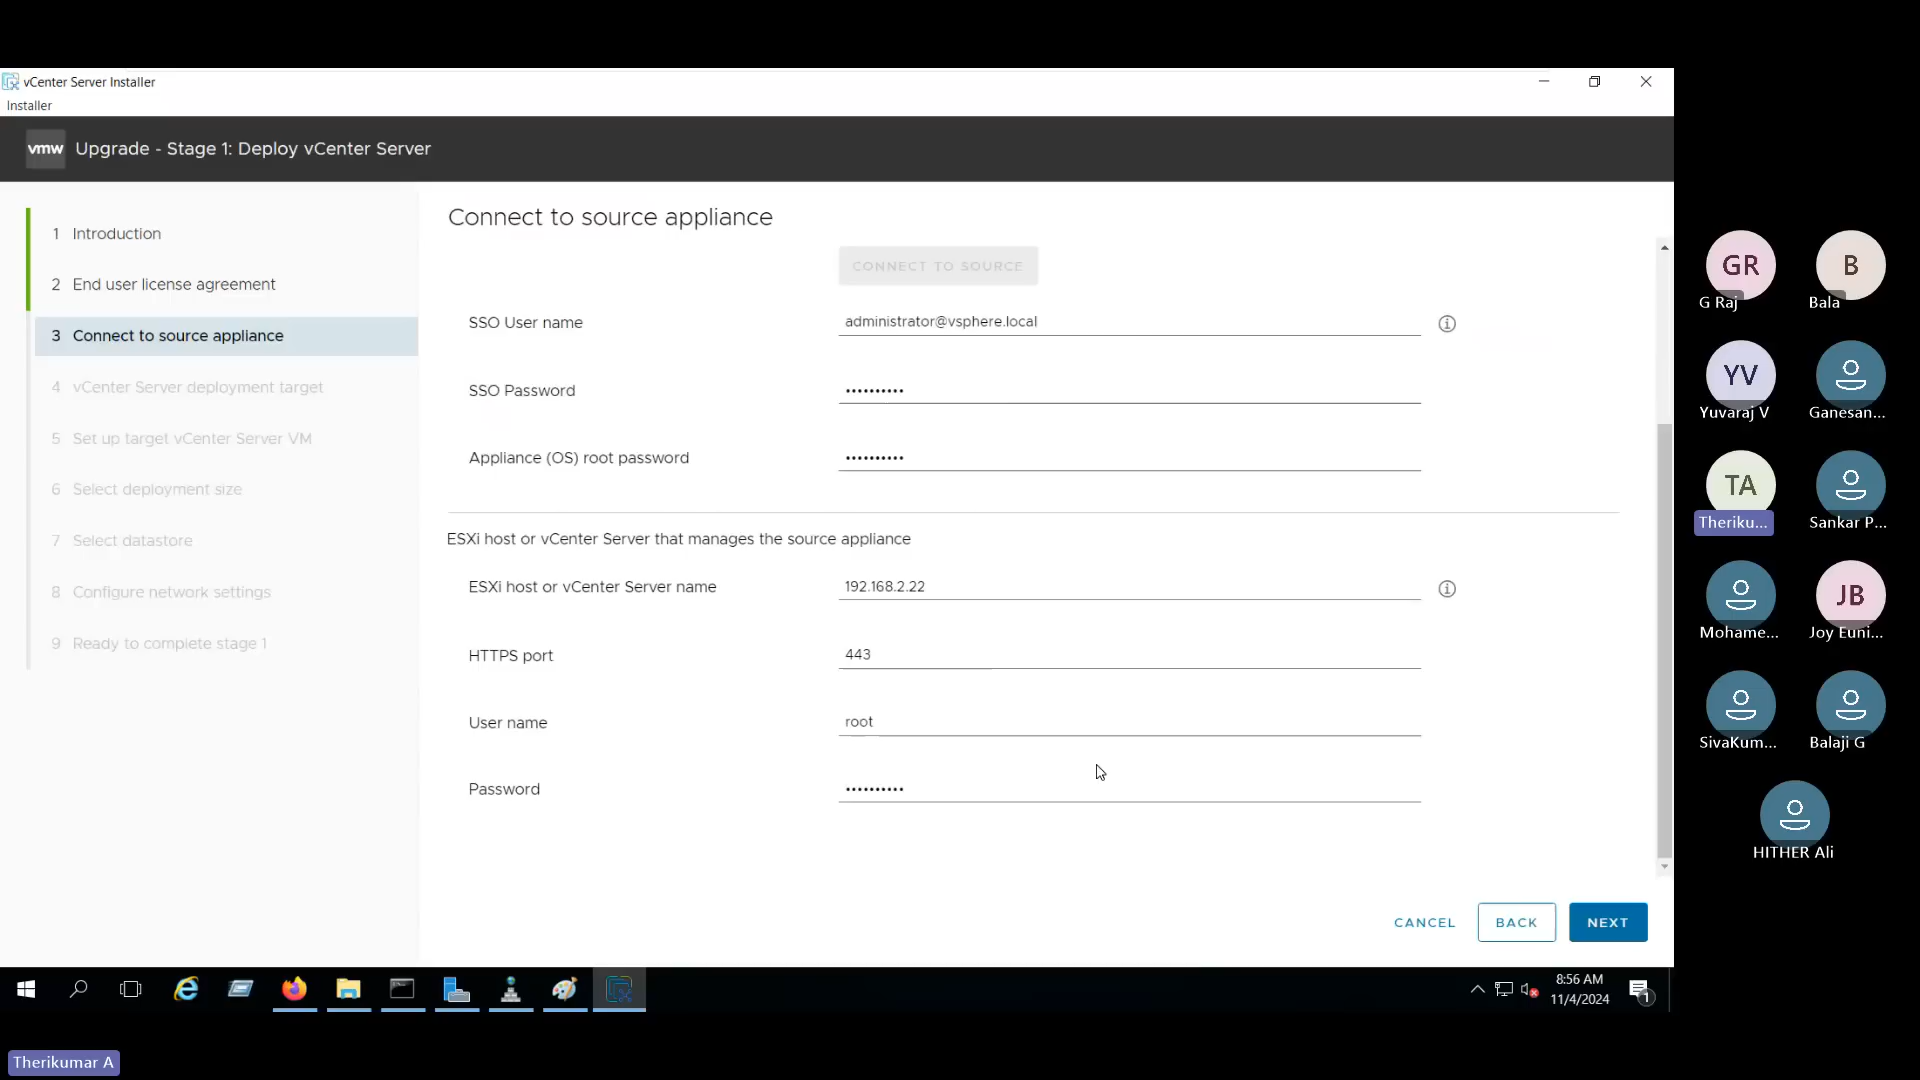 vCenter Server Installer
Installer
vmw Upgrade - Stage 1: Deploy vCenter Server
1 Introduction
2 End user license agreement
3 Connect to source appliance
4 vCenter Server deployment target
5 Set up target vCenter Server VM
6 Select deployment size
7 Select datastore
8 Configure network settings
9 Ready to complete stage 1
Connect to source appliance
CONNECT TO SOURCE
SSO User name administrator@vsphere.local
SSO Password ••••••••••
Appliance (OS) root password ••••••••••
ESXi host or vCenter Server that manages the source appliance
ESXi host or vCenter Server name 192.168.2.22
HTTPS port 443
User name root
Password ••••••••••
CANCEL BACK NEXT
GR B
G Raj Bala
YV
Yuvaraj V Ganesan...
TA
Theriku... Sankar P...
JB
Mohame... Joy Euni...
SivaKum... Balaji G
HITHER Ali
8:56 AM
11/4/2024
1
Therikumar A